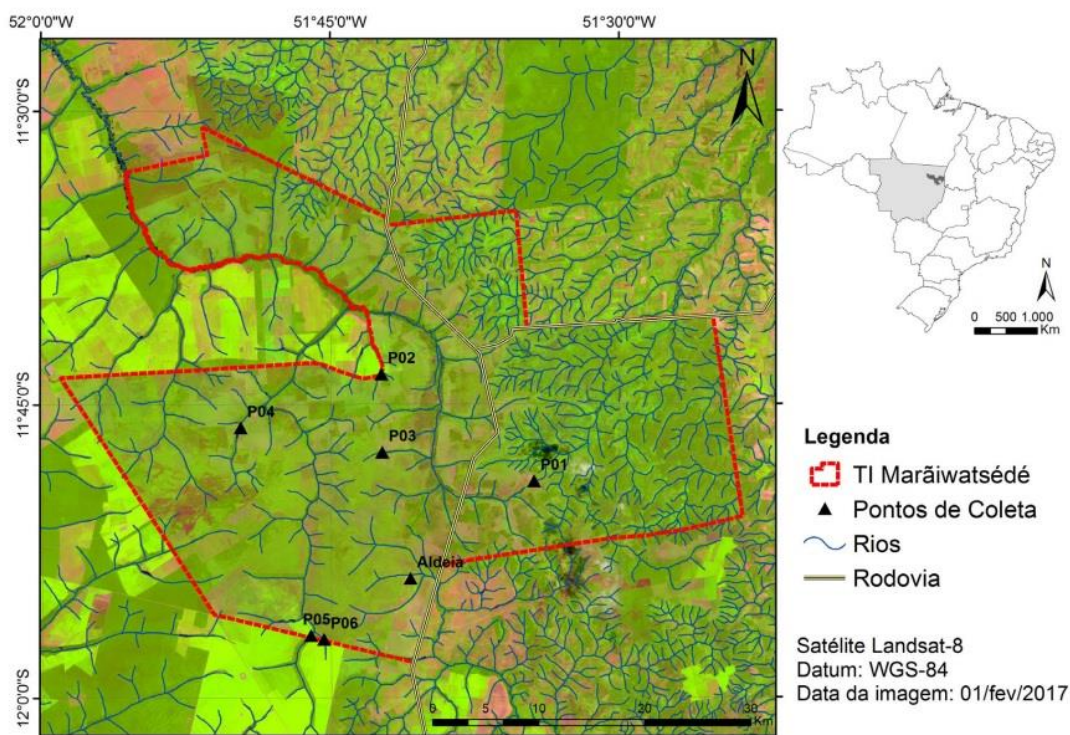 52°0'0"W
51°45'0"W
51°30'0"W
N
11°30'0"S
11°45'0"S
12°0'0"S
P02
P04
P03
P01
Aldeia
P05 P06
0 5 10 20 30
Km
N
0 500 1.000
Km
Legenda
TI Marãiwatsédé
Pontos de Coleta
Rios
Rodovia
Satélite Landsat-8
Datum: WGS-84
Data da imagem: 01/fev/2017